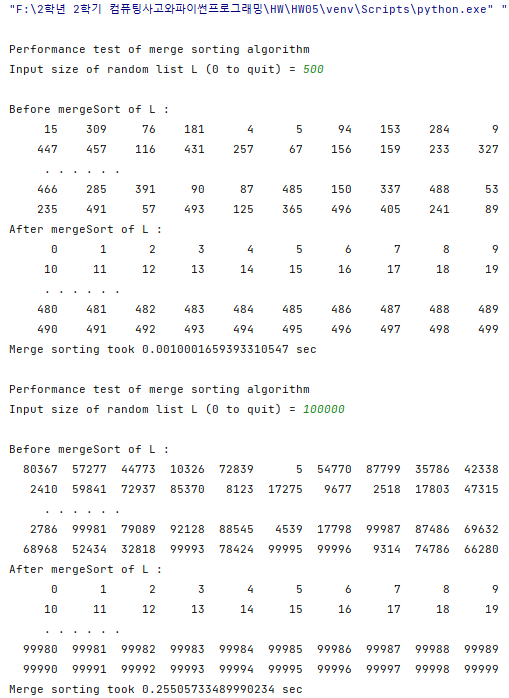 "F:\2학년 2학기 컴퓨팅사고와파이썬프로그래밍\HW\HW05\venv\Scripts\python.exe" "
Performance test of merge sorting algorithm
Input size of random list L (0 to quit) = 500
Before mergeSort of L :
15 309 76 181 4 5 94 153 284 9
447 457 116 431 257 67 156 159 233 327
. . . . . .
466 285 391 90 87 485 150 337 488 53
235 491 57 493 125 365 496 405 241 89
After mergeSort of L :
0 1 2 3 4 5 6 7 8 9
10 11 12 13 14 15 16 17 18 19
. . . . . .
480 481 482 483 484 485 486 487 488 489
490 491 492 493 494 495 496 497 498 499
Merge sorting took 0.0010001659393310547 sec
Performance test of merge sorting algorithm
Input size of random list L (0 to quit) = 100000
Before mergeSort of L :
80367 57277 44773 10326 72839 5 54770 87799 35786 42338
2410 59841 72937 85370 8123 17275 9677 2518 17803 47315
. . . . . .
2786 99981 79089 92128 88545 4539 17798 99987 87486 69632
68968 52434 32818 99993 78424 99995 99996 9314 74786 66280
After mergeSort of L :
0 1 2 3 4 5 6 7 8 9
10 11 12 13 14 15 16 17 18 19
. . . . . .
99980 99981 99982 99983 99984 99985 99986 99987 99988 99989
99990 99991 99992 99993 99994 99995 99996 99997 99998 99999
Merge sorting took 0.25505733489990234 sec